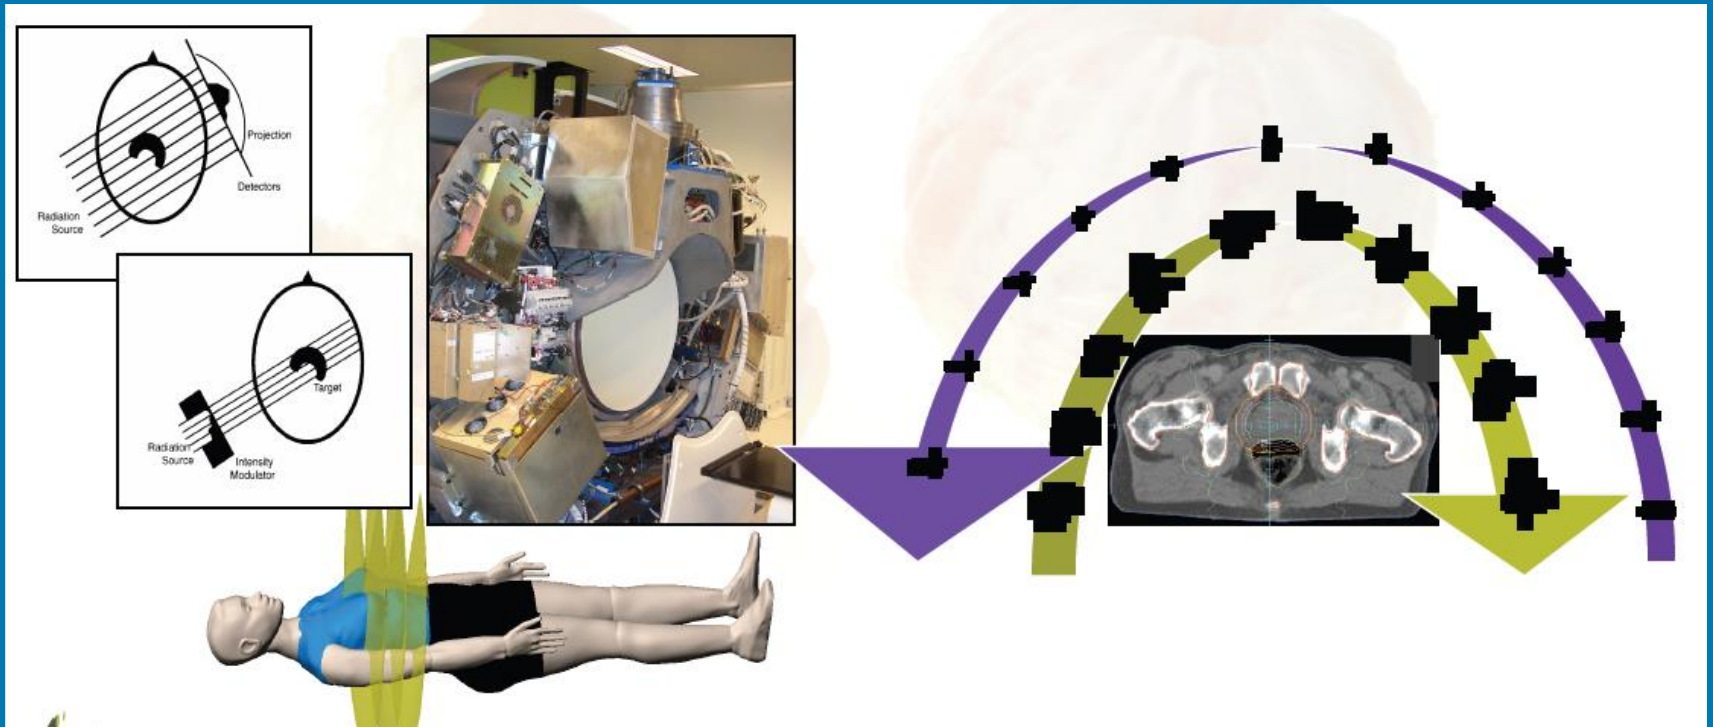 Projection
Detectors
Radiation
Source
Target
Radiation
Source
Intensity
Modulator